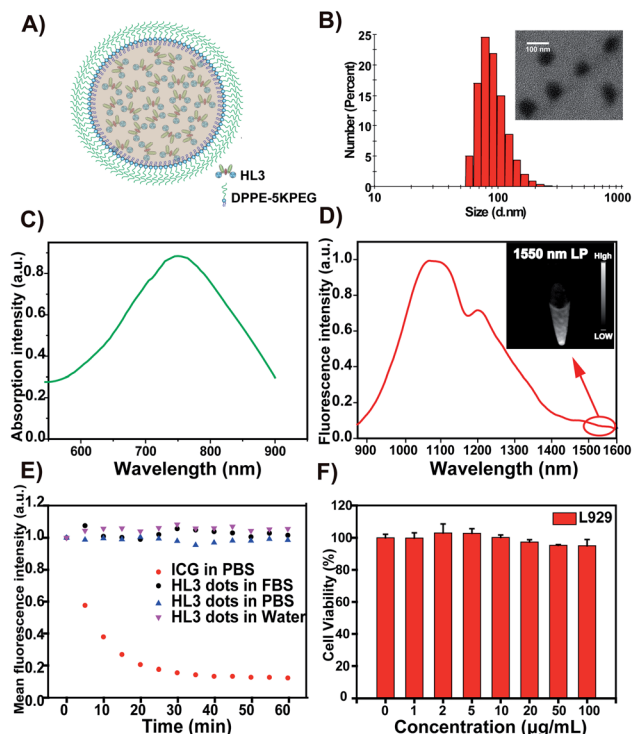 A)
HL3
DPPE-5KPEG
B)
Number (Percent)
25
20
15
10
5
0
10
100
1000
Size (d.nm)
100 nm
C)
Absorption intensity (a.u.)
0.8
0.6
0.4
0.2
0.0
600
700
800
900
Wavelength (nm)
D)
Fluorescence intensity (a.u.)
1.0
0.8
0.6
0.4
0.2
0.0
900
1000
1100
1200
1300
1400
1500
1600
Wavelength (nm)
1550 nm LP
High
LOW
E)
Mean fluorescence intensity (a.u.)
1.2
1.0
0.8
0.6
0.4
0.2
0.0
0
10
20
30
40
50
60
Time (min)
ICG in PBS
HL3 dots in FBS
HL3 dots in PBS
HL3 dots in Water
F)
Cell Viability (%)
120
100
80
60
40
20
0
0
1
2
5
10
20
50
100
Concentration (μg/mL)
L929